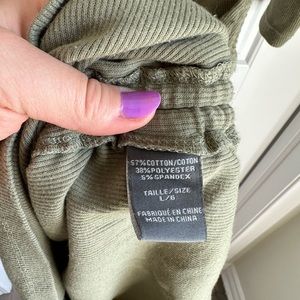 57%COTTON/COTON
38%POLYESTER
5%SPANDEX
TAILLE/SIZE
L/G
FABRIQUÉ EN CHINE
MADE IN CHINA